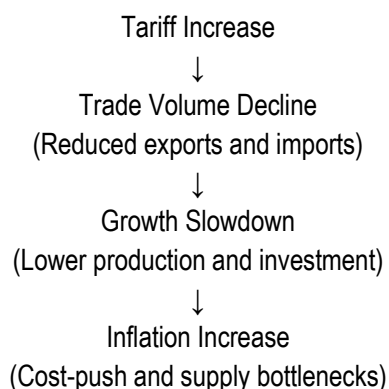 Tariff Increase
↓
Trade Volume Decline
(Reduced exports and imports)
↓
Growth Slowdown
(Lower production and investment)
↓
Inflation Increase
(Cost-push and supply bottlenecks)